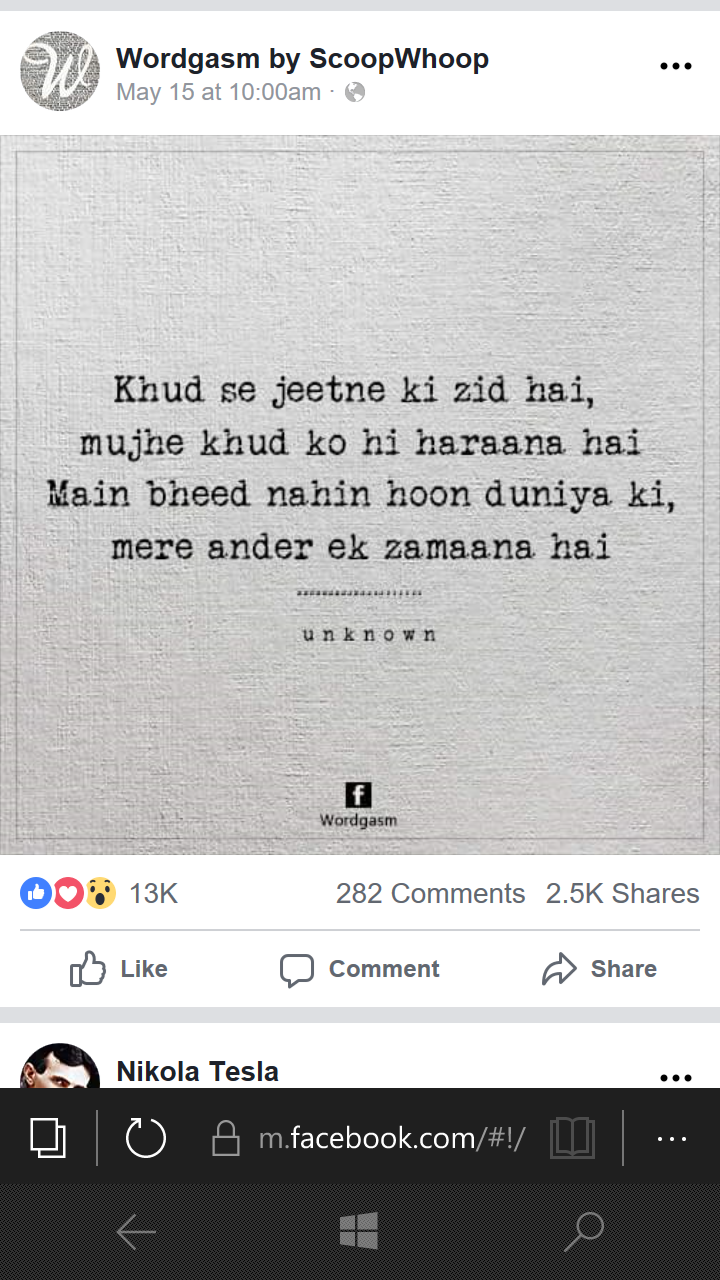 Wordgasm by ScoopWhoop
May 15 at 10:00am ·
Khud se jeetne ki zid hai,
mujhe khud ko hi haraana hai
Main bheed nahin hoon duniya ki,
mere ander ek zamaana hai
unknown
f
Wordgasm
13K 282 Comments 2.5K Shares
Like Comment Share
Nikola Tesla
m.facebook.com/#!/